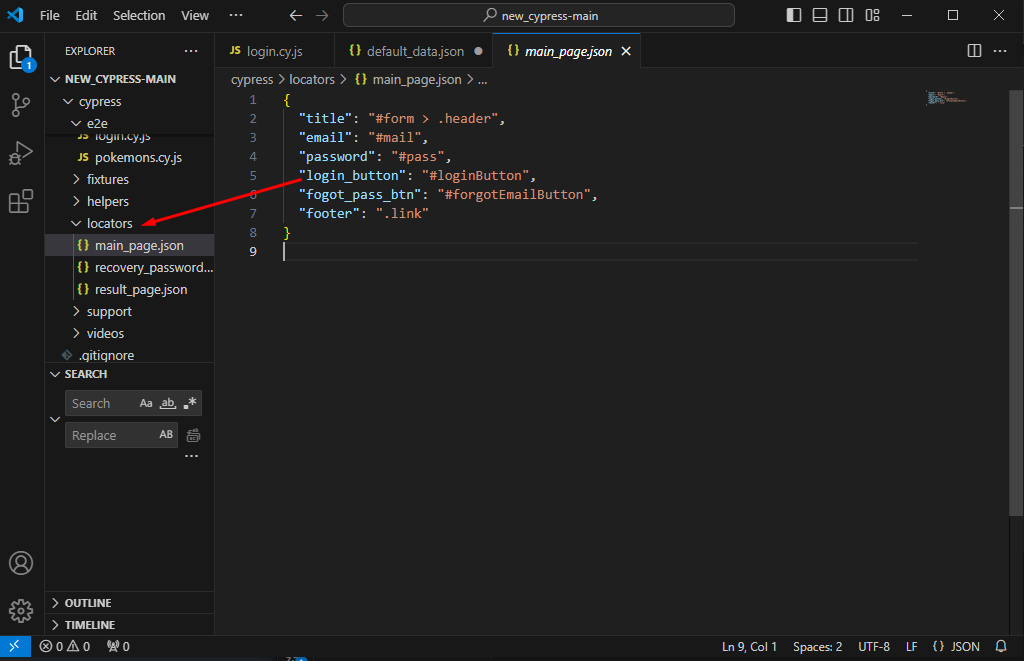 File Edit Selection View ··· new_cypress-main
EXPLORER ···
1
NEW_CYPRESS-MAIN
cypress
e2e
JS login.cy.js
JS pokemons.cy.js
fixtures
helpers
locators
{} main_page.json
{} recovery_password...
{} result_page.json
support
videos
.gitignore
SEARCH
Search Aa ab .*
Replace AB
···
OUTLINE
TIMELINE
JS login.cy.js {} default_data.json {} main_page.json
cypress > locators > {} main_page.json > ...
1 {
2 "title": "#form > .header",
3 "email": "#mail",
4 "password": "#pass",
5 "login_button": "#loginButton",
6 "fogot_pass_btn": "#forgotEmailButton",
7 "footer": ".link"
8 }
9
0 0 0 Ln 9, Col 1 Spaces: 2 UTF-8 LF {} JSON